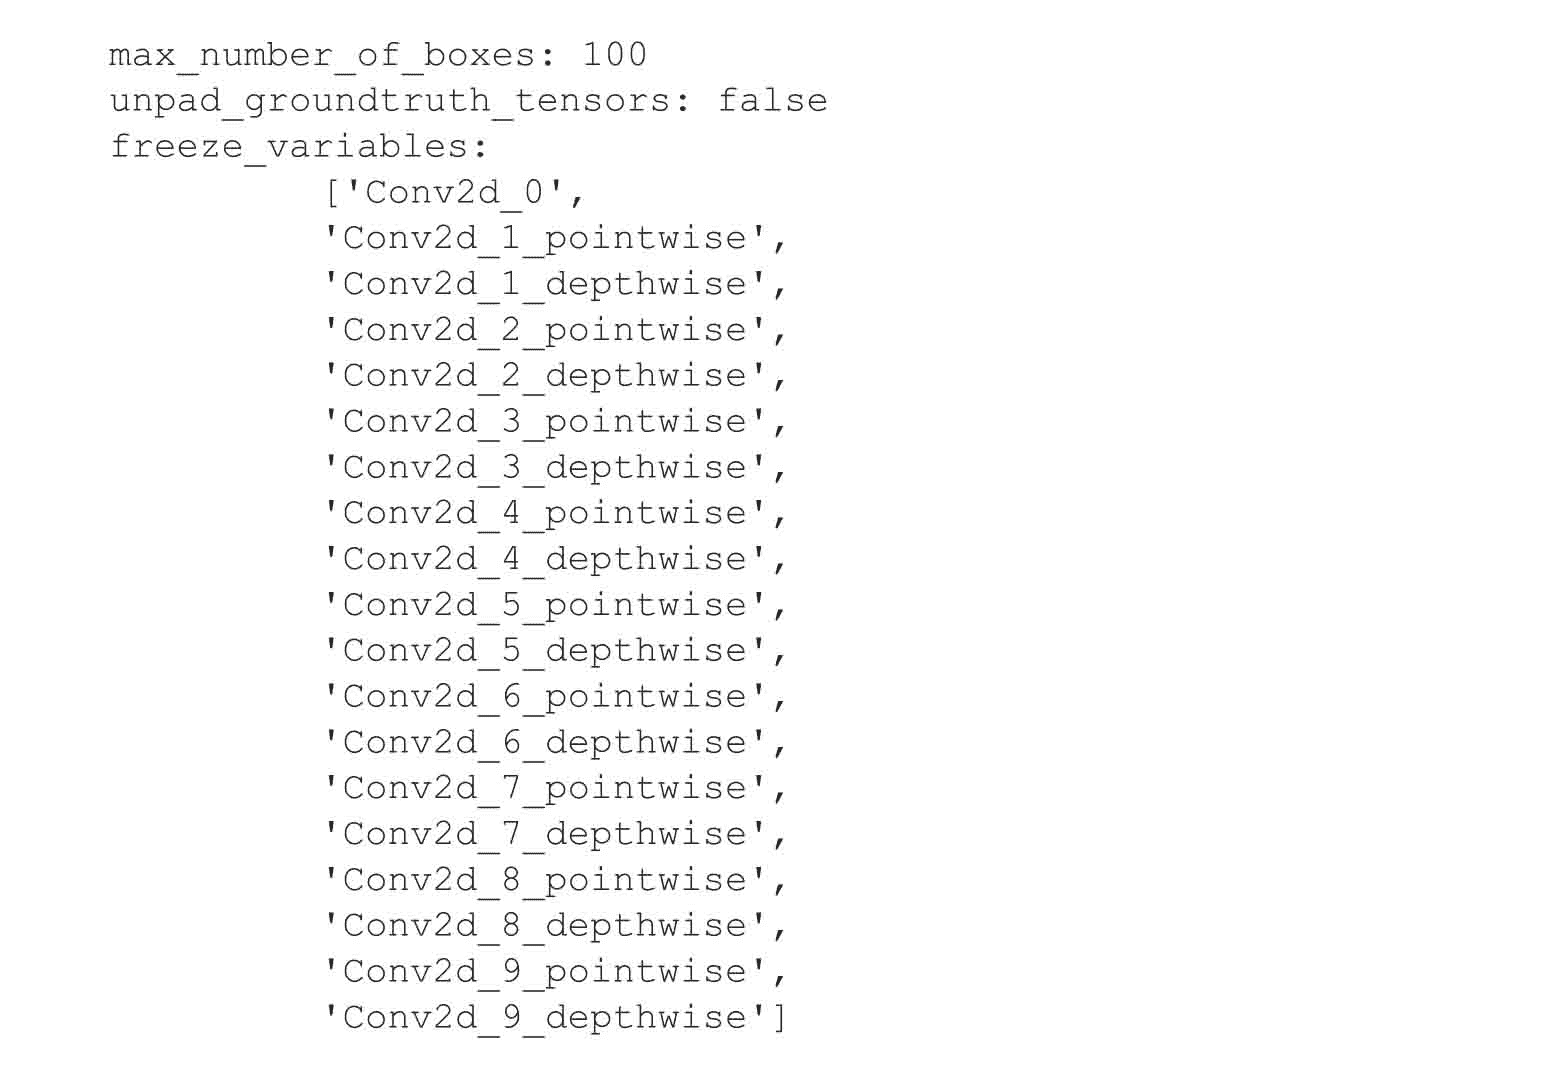 max_number_of_boxes: 100
unpad_groundtruth_tensors: false
freeze_variables:
['Conv2d_0',
'Conv2d_1_pointwise',
'Conv2d_1_depthwise',
'Conv2d_2_pointwise',
'Conv2d_2_depthwise',
'Conv2d_3_pointwise',
'Conv2d_3_depthwise',
'Conv2d_4_pointwise',
'Conv2d_4_depthwise',
'Conv2d_5_pointwise',
'Conv2d_5_depthwise',
'Conv2d_6_pointwise',
'Conv2d_6_depthwise',
'Conv2d_7_pointwise',
'Conv2d_7_depthwise',
'Conv2d_8_pointwise',
'Conv2d_8_depthwise',
'Conv2d_9_pointwise',
'Conv2d_9_depthwise']